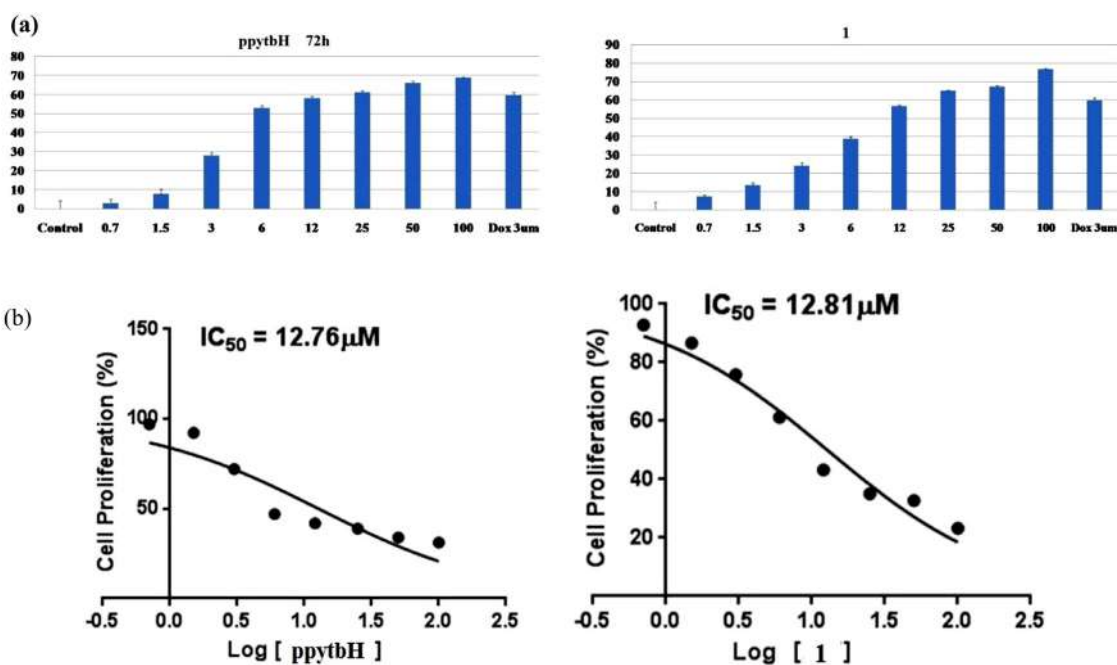 (a)
ppytbH 72h
80
70
60
50
40
30
20
10
0
Control 0.7 1.5 3 6 12 25 50 100 Dox 3um
1
90
80
70
60
50
40
30
20
10
0
Control 0.7 1.5 3 6 12 25 50 100 Dox 3um
(b)
IC50 = 12.76μM
Cell Proliferation (%)
150
100
50
-0.5 0.0 0.5 1.0 1.5 2.0 2.5
Log [ ppytbH ]
IC50 = 12.81μM
Cell Proliferation (%)
100
80
60
40
20
-0.5 0.0 0.5 1.0 1.5 2.0 2.5
Log [ 1 ]